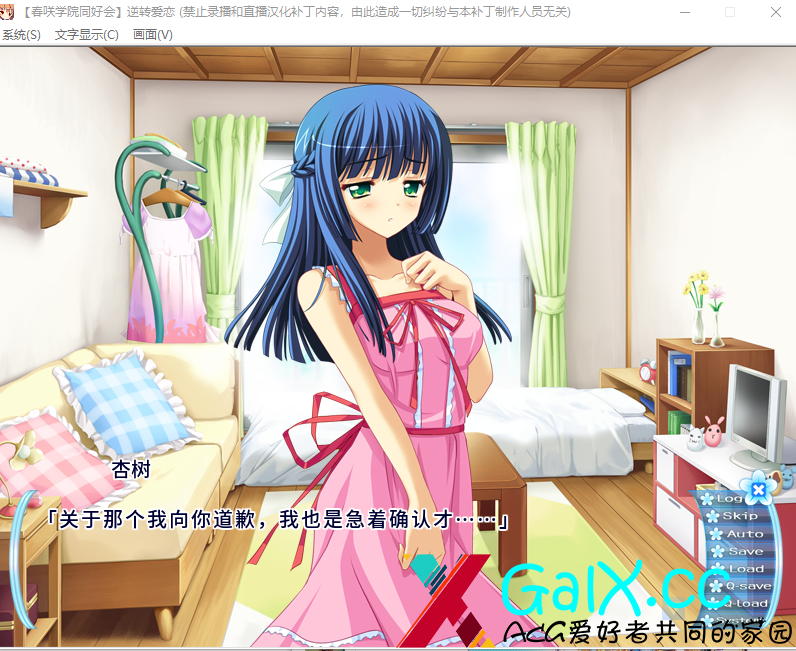 【春咲学院同好会】逆转爱恋 (禁止录播和直播汉化补丁内容，由此造成一切纠纷与本补丁制作人员无关)
系统(S) 文字显示(C) 画面(V)
杏树
「关于那个我向你道歉，我也是急着确认才……」
Log
Skip
Auto
Save
Load
Q-save
Q-load
System
GalX.cc
ACG爱好者共同的家园